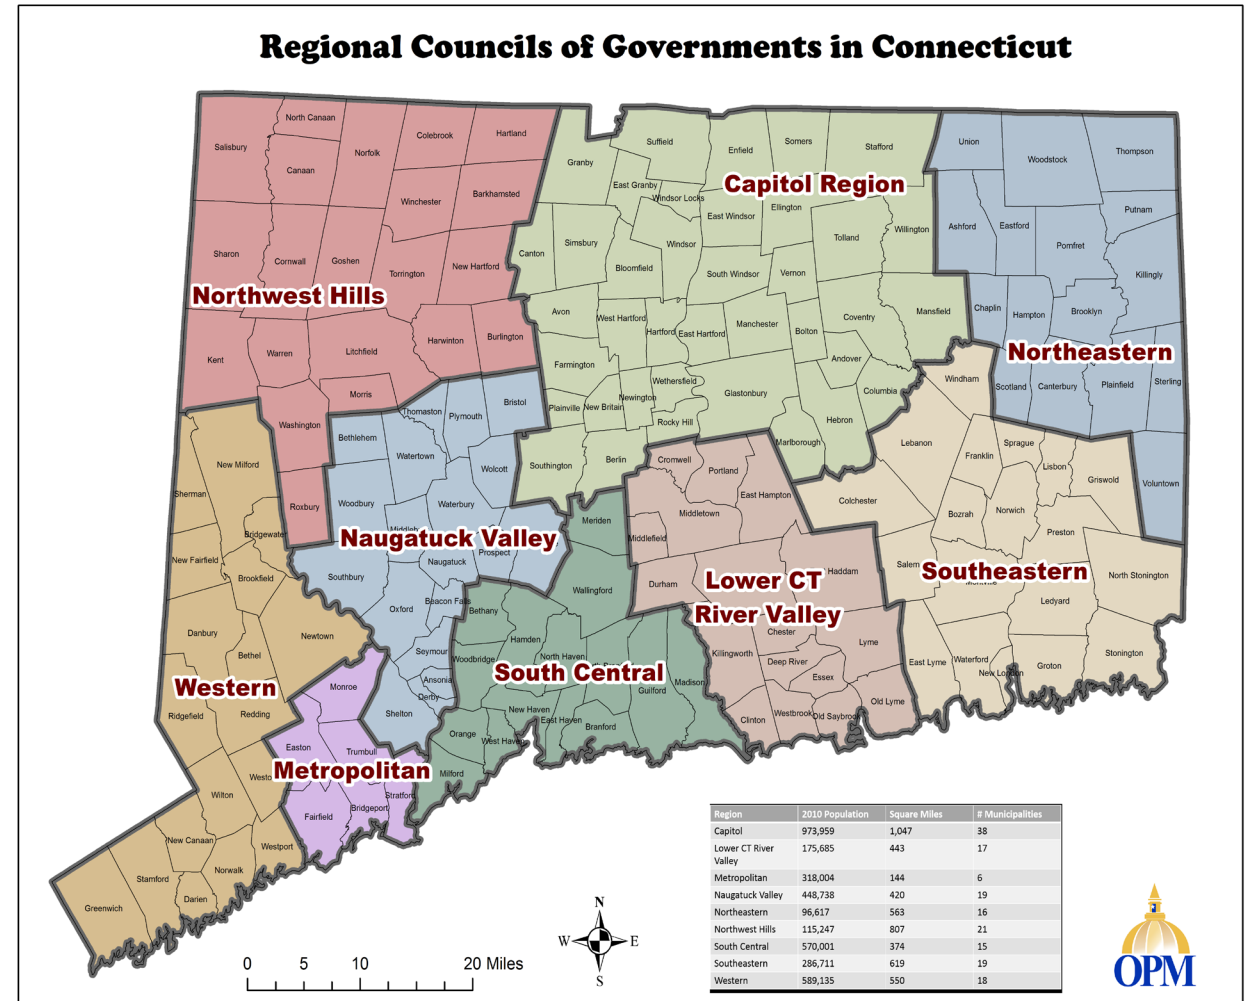 Regional Councils of Governments in Connecticut
North Canaan
Salisbury
Canaan
Norfolk
Colebrook
Hartland
Winchester
Barkhamsted
Sharon
Cornwall
Goshen
Torrington
New Hartford
Northwest Hills
Kent
Warren
Litchfield
Harwinton
Burlington
Morris
Washington
Roxbury
Granby
Suffield
Enfield
Somers
Stafford
East Granby
Windsor Locks
Capitol Region
East Windsor
Ellington
Tolland
Willington
Canton
Simsbury
Bloomfield
Windsor
South Windsor
Vernon
Avon
West Hartford
Hartford
East Hartford
Manchester
Bolton
Coventry
Mansfield
Farmington
Wethersfield
Newington
Glastonbury
Andover
Columbia
Plainville
New Britain
Rocky Hill
Hebron
Marlborough
Southington
Berlin
Union
Woodstock
Thompson
Putnam
Ashford
Eastford
Pomfret
Killingly
Chaplin
Hampton
Brooklyn
Northeastern
Scotland
Canterbury
Plainfield
Sterling
Voluntown
Thomaston
Plymouth
Bristol
Bethlehem
Watertown
Wolcott
Woodbury
Waterbury
Middleb
Naugatuck Valley
Prospect
Naugatuck
Southbury
Oxford
Beacon Falls
Seymour
Ansonia
Derby
Shelton
New Milford
Sherman
Bridgewater
New Fairfield
Brookfield
Danbury
Bethel
Newtown
Western
Ridgefield
Redding
Westo
Wilton
New Canaan
Westport
Norwalk
Stamford
Darien
Greenwich
Monroe
Easton
Trumbull
Metropolitan
Stratford
Bridgeport
Fairfield
Meriden
Wallingford
Bethany
Hamden
North Haven
Woodbridge
South Central
Guilford
Madison
New Haven
East Haven
Branford
Orange
West Haven
Milford
Cromwell
Portland
East Hampton
Middletown
Middlefield
Durham
Haddam
Lower CT
River Valley
Chester
Killingworth
Deep River
Essex
Lyme
Clinton
Westbrook
Old Saybrook
Old Lyme
Windham
Lebanon
Franklin
Sprague
Lisbon
Griswold
Colchester
Bozrah
Norwich
Preston
Salem
Southeastern
North Stonington
Ledyard
East Lyme
Waterford
New London
Groton
Stonington
Region 2010 Population Square Miles # Municipalities
Capitol 973,959 1,047 38
Lower CT River Valley 175,685 443 17
Metropolitan 318,004 144 6
Naugatuck Valley 448,738 420 19
Northeastern 96,617 563 16
Northwest Hills 115,247 807 21
South Central 570,001 374 15
Southeastern 286,711 619 19
Western 589,135 550 18
N
W E
S
0 5 10 20 Miles
OPM